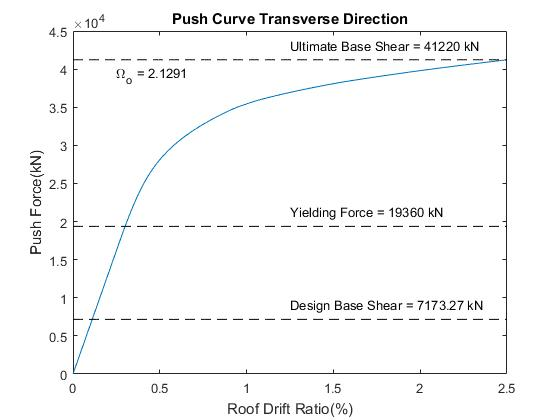 Push Curve Transverse Direction
×10⁴
4.5
4
3.5
3
2.5
2
1.5
1
0.5
0
Push Force(kN)
Ultimate Base Shear = 41220 kN
Ωo = 2.1291
Yielding Force = 19360 kN
Design Base Shear = 7173.27 kN
0 0.5 1 1.5 2 2.5
Roof Drift Ratio(%)